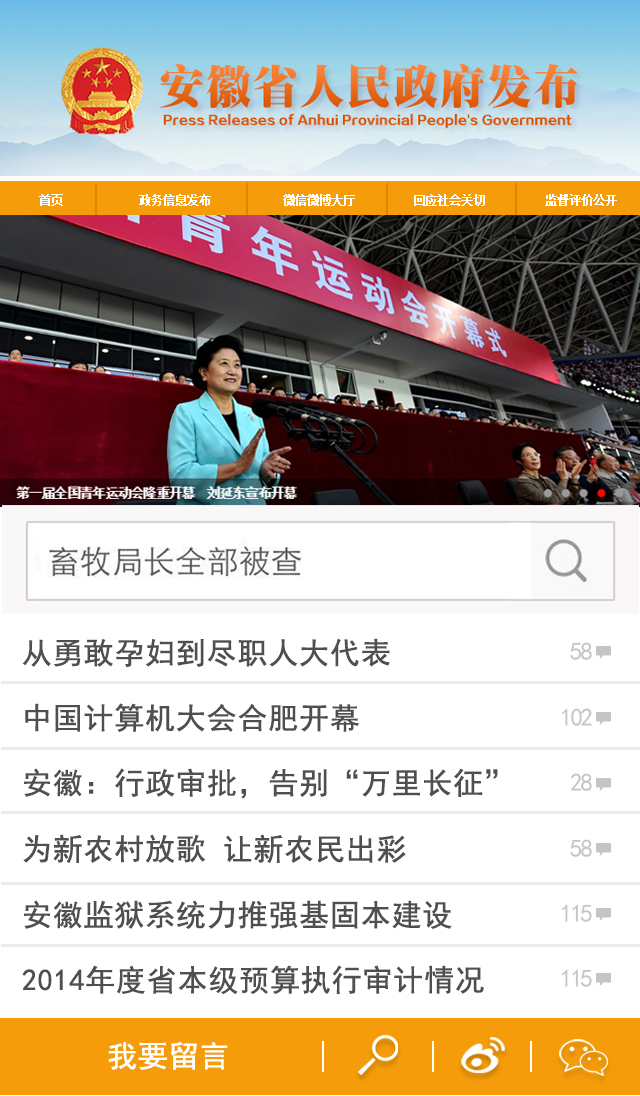 安徽省人民政府发布
Press Releases of Anhui Provincial People's Government
首页 政务信息发布 微信微博大厅 回应社会关切 监督评价公开
青年运动会开幕式
第一届全国青年运动会隆重开幕 刘延东宣布开幕
畜牧局长全部被查
从勇敢孕妇到尽职人大代表 58
中国计算机大会合肥开幕 102
安徽：行政审批，告别“万里长征” 28
为新农村放歌 让新农民出彩 58
安徽监狱系统力推强基固本建设 115
2014年度省本级预算执行审计情况 115
我要留言